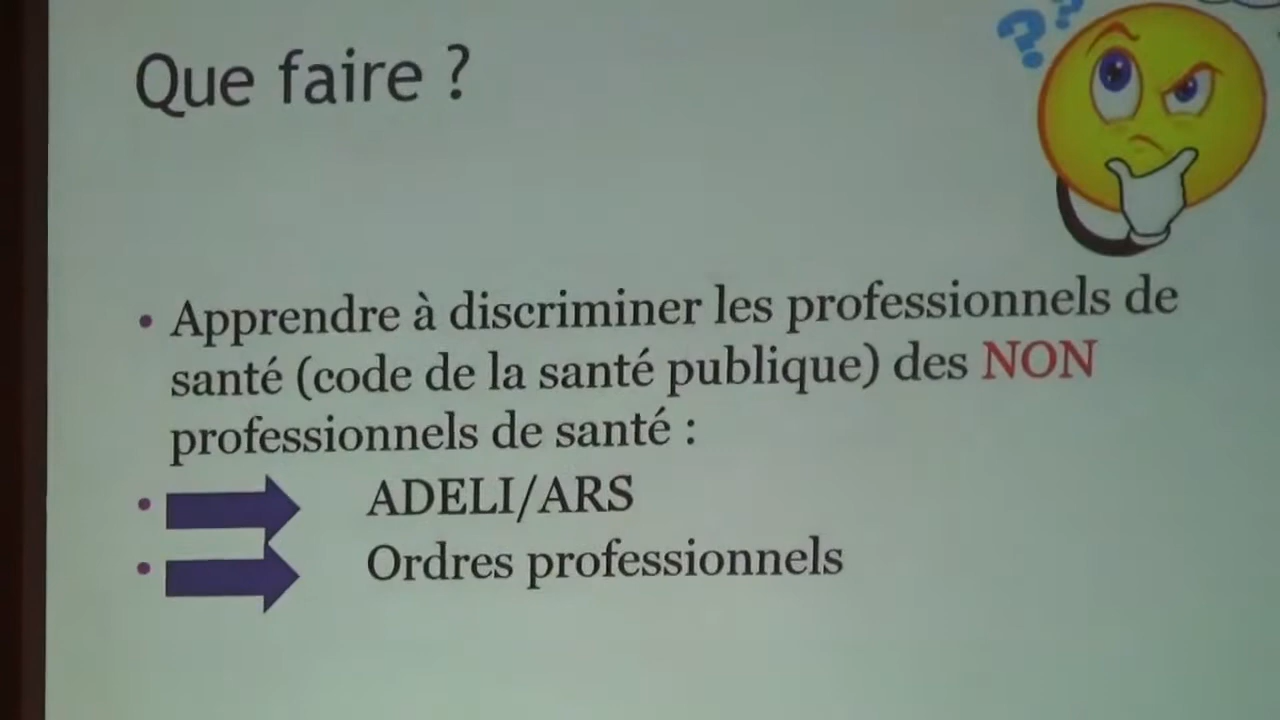 Que faire ?
? ?
• Apprendre à discriminer les professionnels de
santé (code de la santé publique) des NON
professionnels de santé :
• ADELI/ARS
• Ordres professionnels